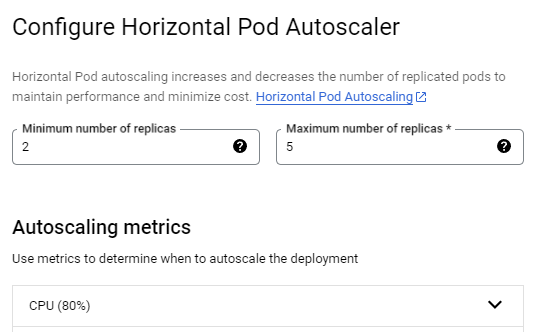 Configure Horizontal Pod Autoscaler
Horizontal Pod autoscaling increases and decreases the number of replicated pods to
maintain performance and minimize cost. Horizontal Pod Autoscaling
Minimum number of replicas
2
Maximum number of replicas *
5
Autoscaling metrics
Use metrics to determine when to autoscale the deployment
CPU (80%)